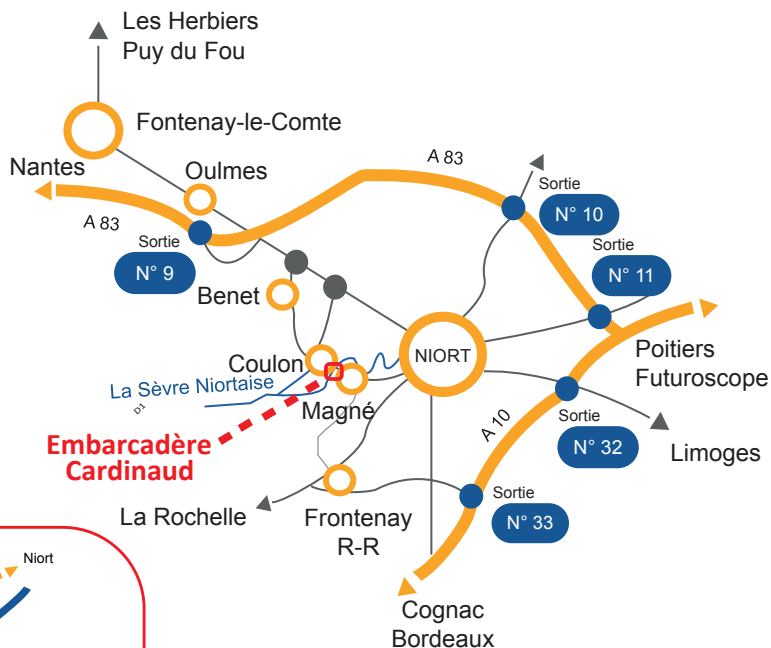 Les Herbiers
Puy du Fou
Fontenay-le-Comte
Nantes
Oulmes
A 83
A 83
Sortie
N° 10
Sortie
N° 9
Sortie
N° 11
Benet
NIORT
Coulon
La Sèvre Niortaise
D1
Magné
Poitiers
Futuroscope
Embarcadère
Cardinaud
A 10
Sortie
N° 32
Limoges
La Rochelle
Frontenay
R-R
Sortie
N° 33
Niort
Cognac
Bordeaux